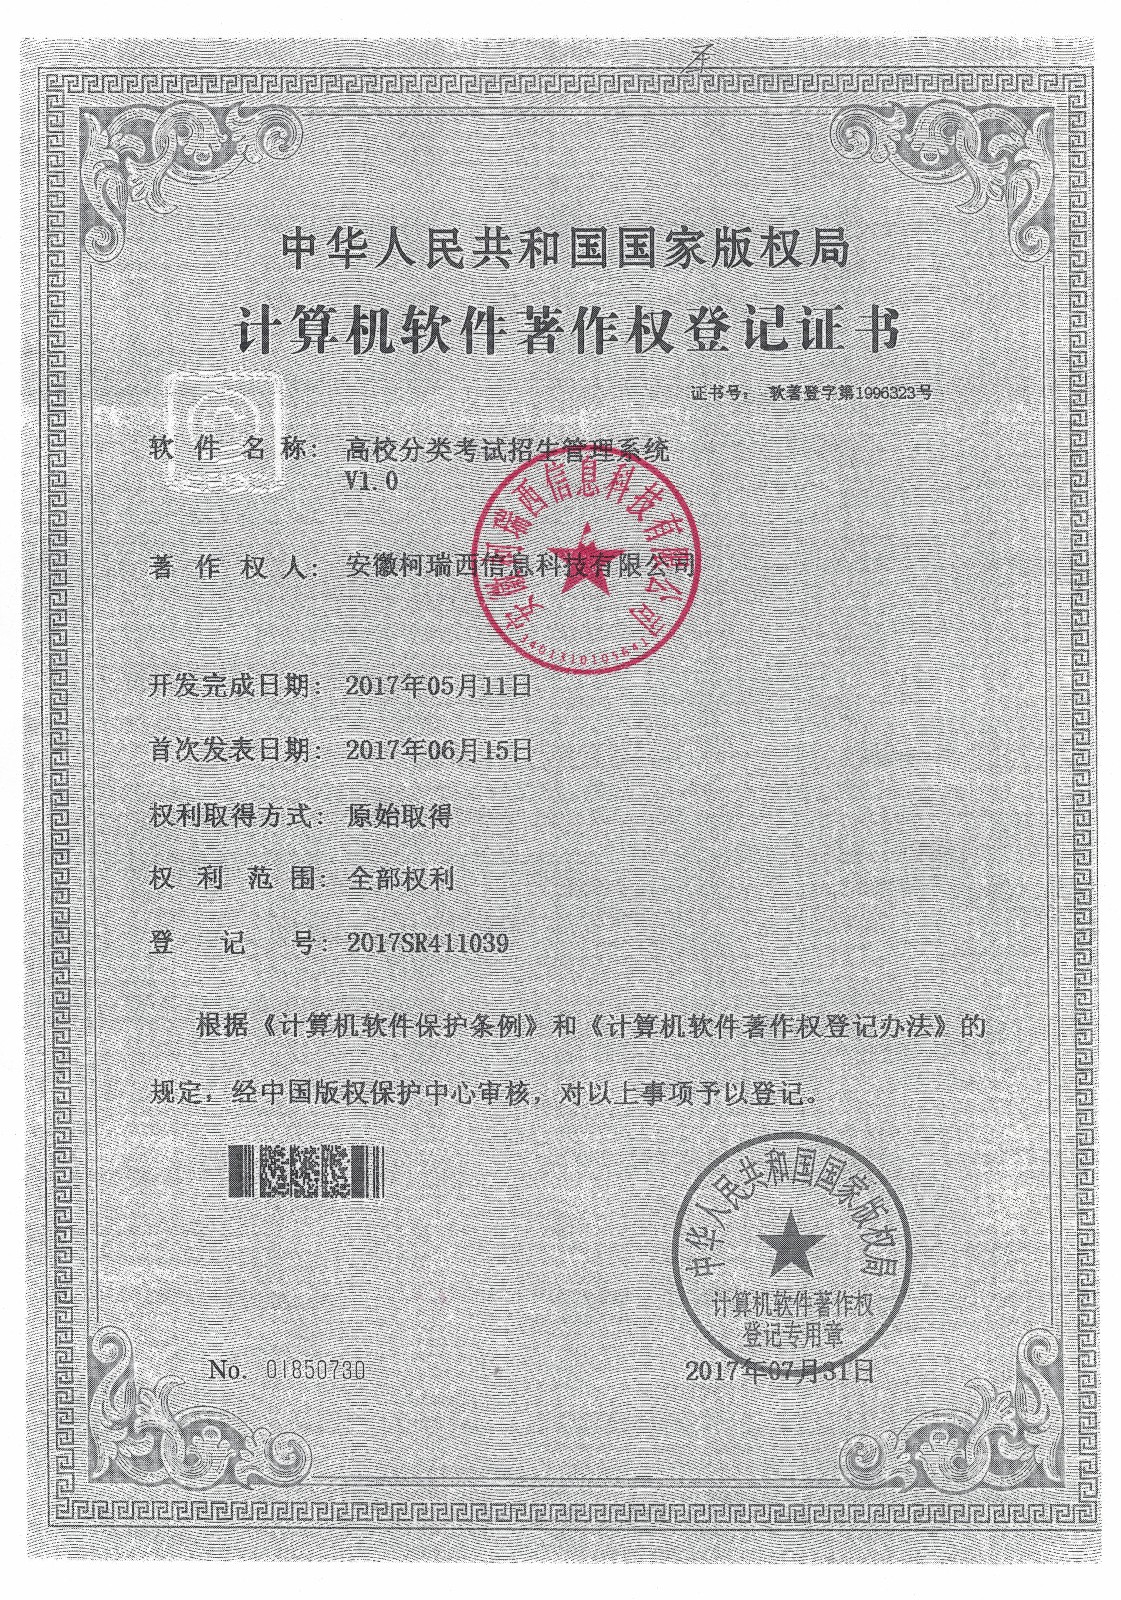 中华人民共和国国家版权局
计算机软件著作权登记证书
证书号： 软著登字第1996323号
软件名称： 高校分类考试招生管理系统
V1.0
著作权人： 安徽柯瑞西信息科技有限公司
安徽柯瑞西信息科技有限公司
开发完成日期： 2017年05月11日
首次发表日期： 2017年06月15日
权利取得方式： 原始取得
权利范围： 全部权利
登记号： 2017SR411039
根据《计算机软件保护条例》和《计算机软件著作权登记办法》的
规定，经中国版权保护中心审核，对以上事项予以登记。
中华人民共和国国家版权局
计算机软件著作权
登记专用章
No. 01850730
2017年07月31日